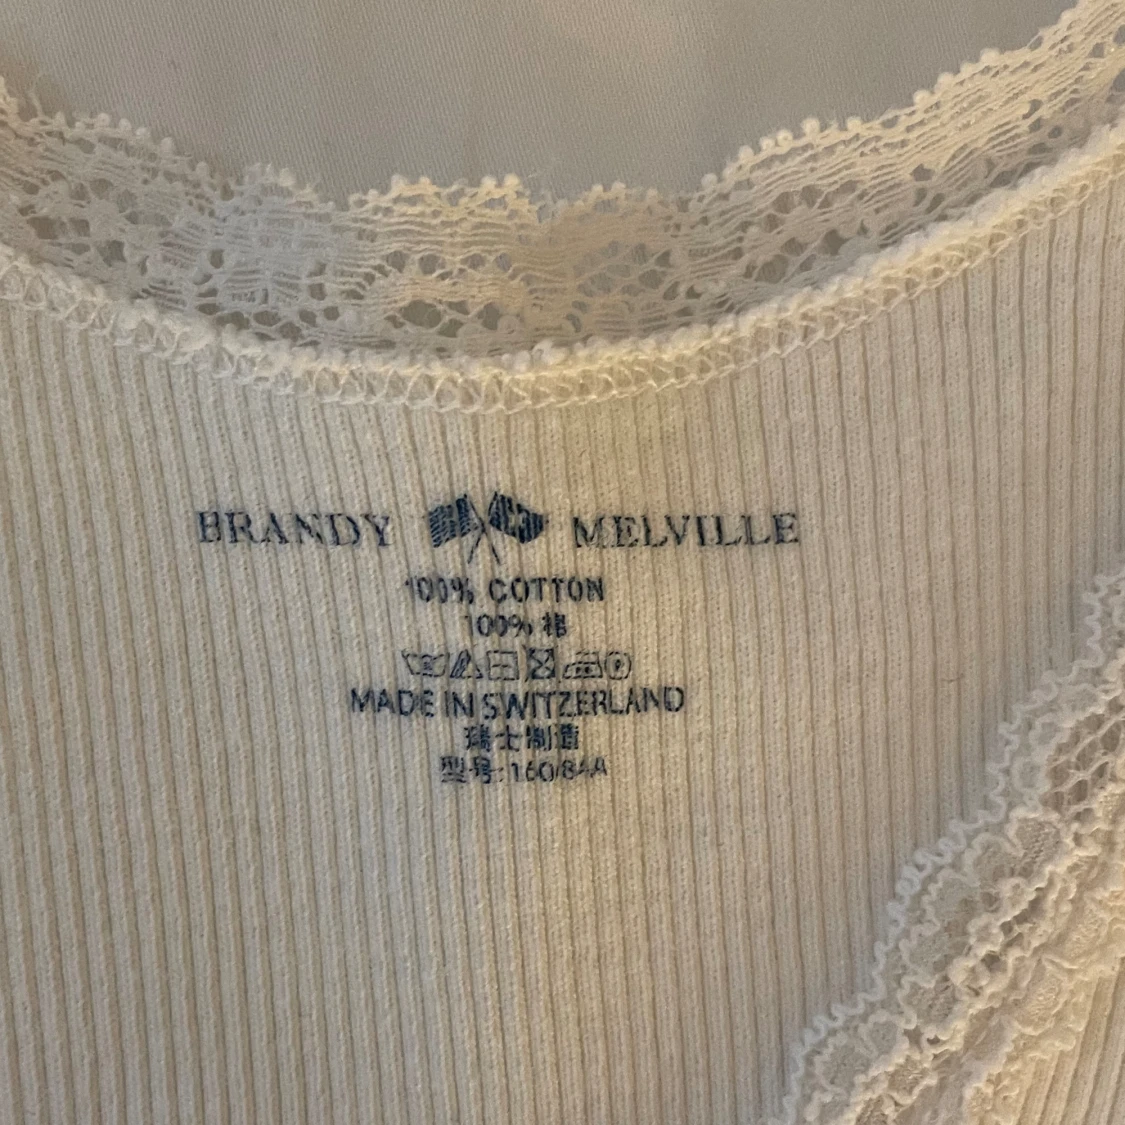 BRANDY MELVILLE
100% COTTON
100% 棉
MADE IN SWITZERLAND
瑞士制造
型号:160/84A